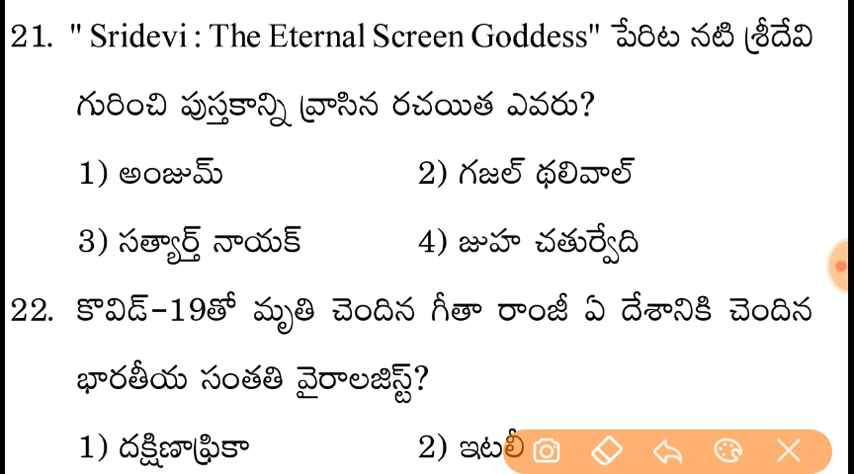 21. " Sridevi : The Eternal Screen Goddess" పేరిట నటి శ్రీదేవి
గురించి పుస్తకాన్ని వ్రాసిన రచయిత ఎవరు?
1) అంజుమ్ 2) గజల్ థలివాల్
3) సత్యార్థ్ నాయక్ 4) జుహి చతుర్వేది
22. కొవిడ్-19తో మృతి చెందిన గీతా రాంజీ ఏ దేశానికి చెందిన
భారతీయ సంతతి వైరాలజిస్ట్?
1) దక్షిణాఫ్రికా 2) ఇటలీ